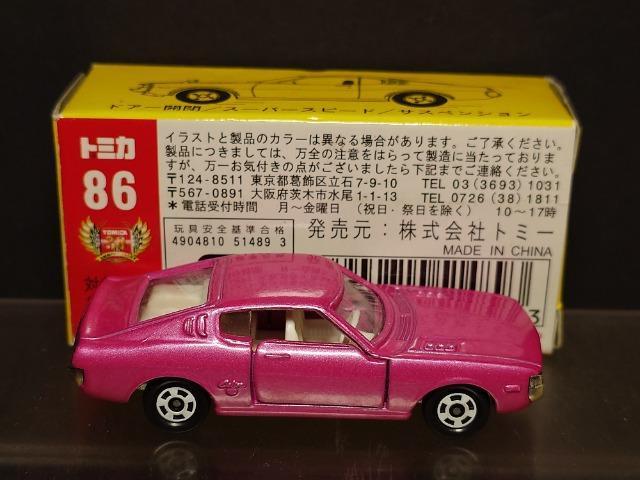 ドアー開閉/スーパースピード/サスペンション
トミカ
86
TOMICA
イラストと製品のカラーは異なる場合があります。ご了承ください。
製品につきましては、万全の注意をはらって製造に当たっておりま
すが、万一お気付きの点がございましたら下記までご連絡ください。
〒124-8511 東京都葛飾区立石7-9-10 TEL 03(3693)1031
〒567-0891 大阪府茨木市水尾1-1-13 TEL 0726(38)1811
*電話受付時間 月〜金曜日 (祝日・祭日を除く) 10〜17時
玩具安全基準合格
4904810 51489 3
発売元:株式会社トミー
MADE IN CHINA
対
3